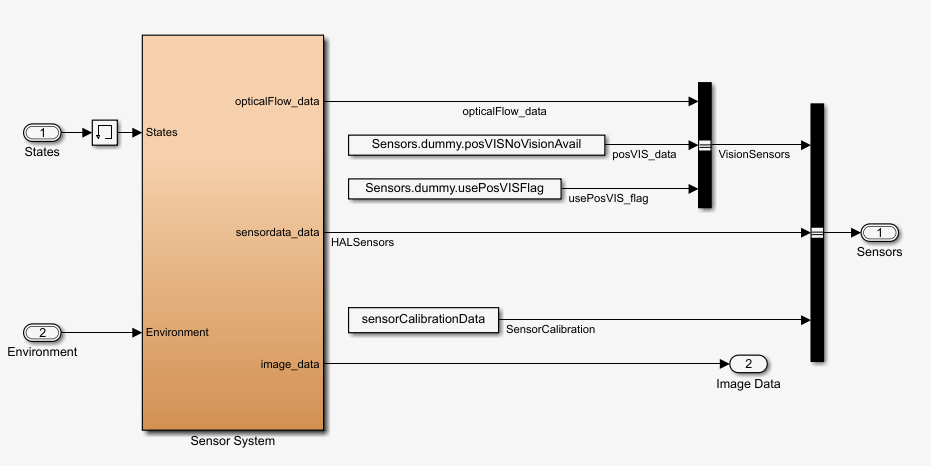 opticalFlow_data
opticalFlow_data
1
States
States
Sensors.dummy.posVISNoVisionAvail
posVIS_data
VisionSensors
Sensors.dummy.usePosVISFlag
usePosVIS_flag
sensordata_data
HALSensors
1
Sensors
sensorCalibrationData
SensorCalibration
2
Environment
Environment
image_data
2
Image Data
Sensor System